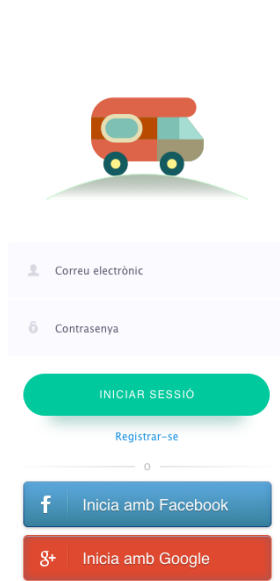 Correu electrònic
Contrasenya
INICIAR SESSIÓ
Registrar-se
o
f Inicia amb Facebook
g+ Inicia amb Google